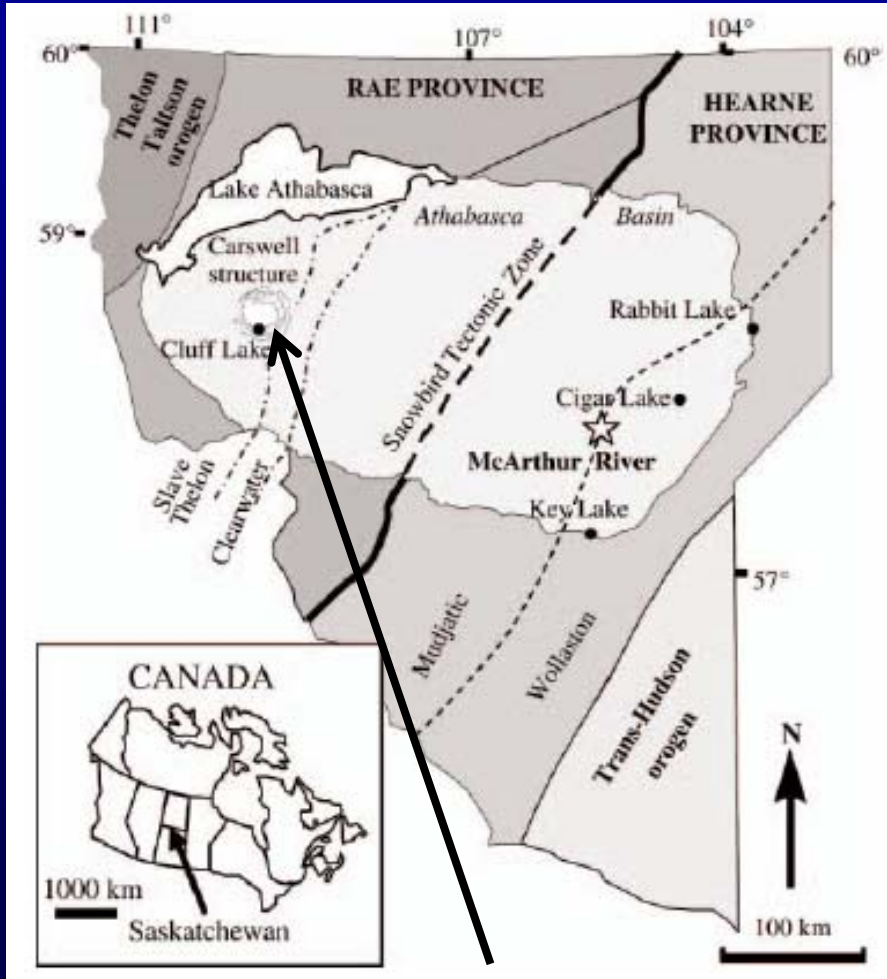 111°
107°
104°
60°
60°
Thelon
Taltson
orogen
RAE PROVINCE
HEARNE
PROVINCE
Lake Athabasca
59°
Athabasca
Basin
Carswell
structure
Snowbird Tectonic Zone
Rabbit Lake
Cluff Lake
Cigar Lake
McArthur River
Slave
Thelon
Clearwater
Key Lake
57°
Mudjatic
Wollaston
Trans-Hudson
orogen
CANADA
N
1000 km
Saskatchewan
100 km